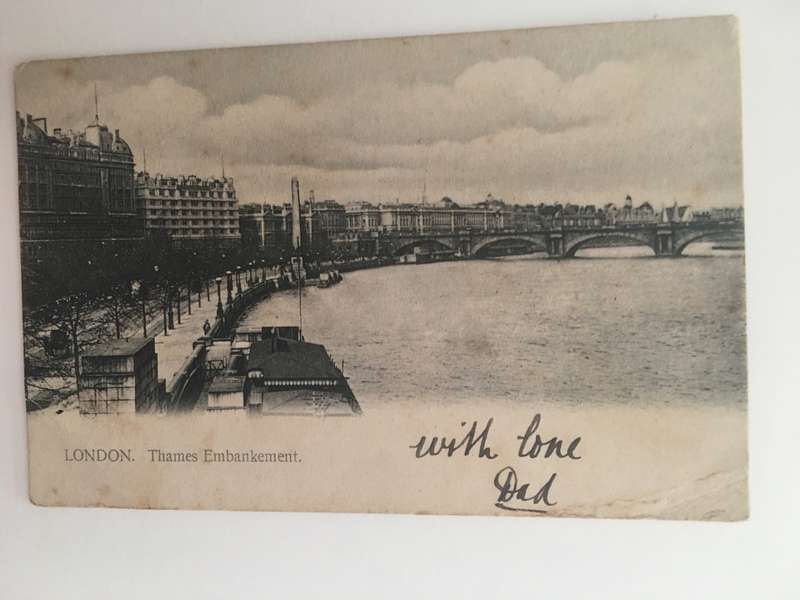 LONDON. Thames Embankement.
with love
Dad